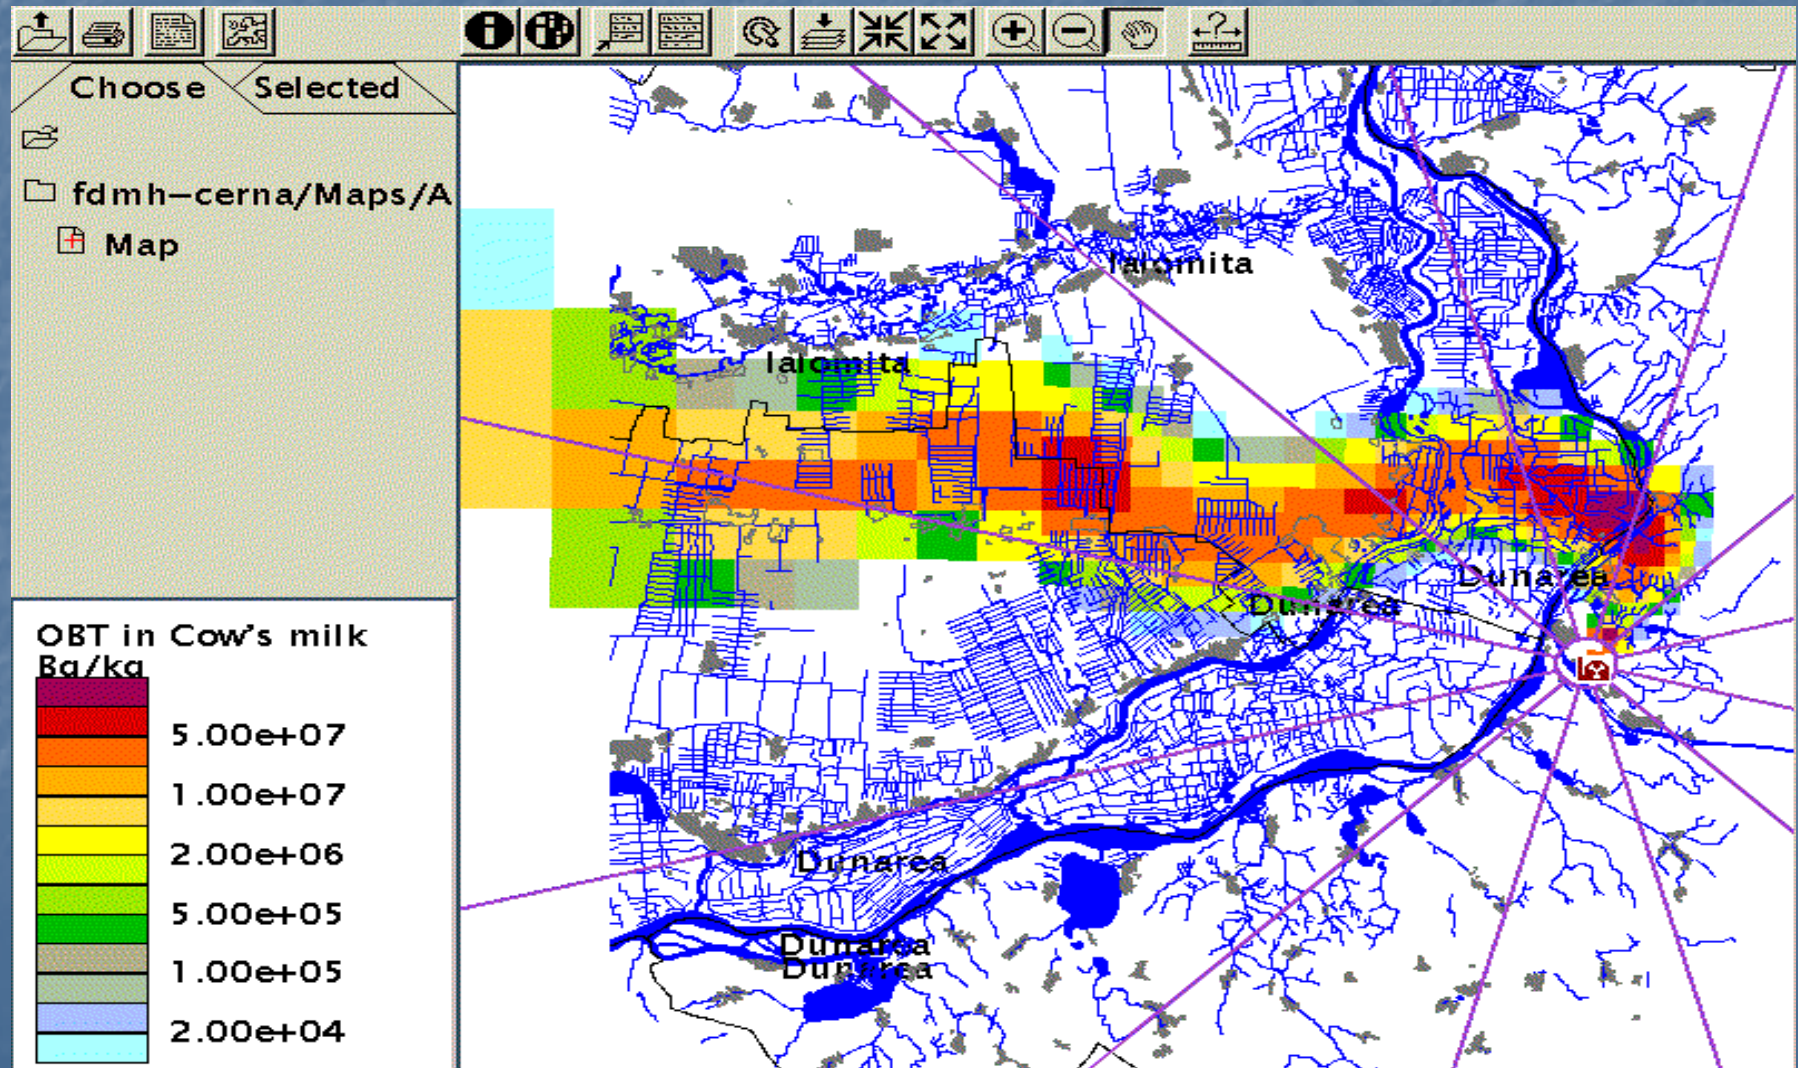 Choose
Selected
fdmh-cerna/Maps/A
Map
OBT in Cow's milk
Bq/kg
5.00e+07
1.00e+07
2.00e+06
5.00e+05
1.00e+05
2.00e+04
Ialomita
Ialomita
Dunarea
Dunarea
Dunarea
Dunarea
Dunarea